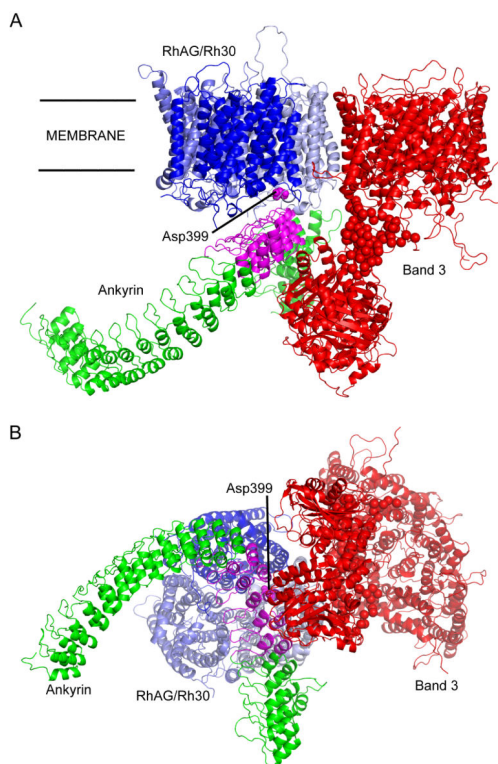 A
RhAG/Rh30
MEMBRANE
Asp399
Ankyrin
Band 3
B
Asp399
Ankyrin
RhAG/Rh30
Band 3